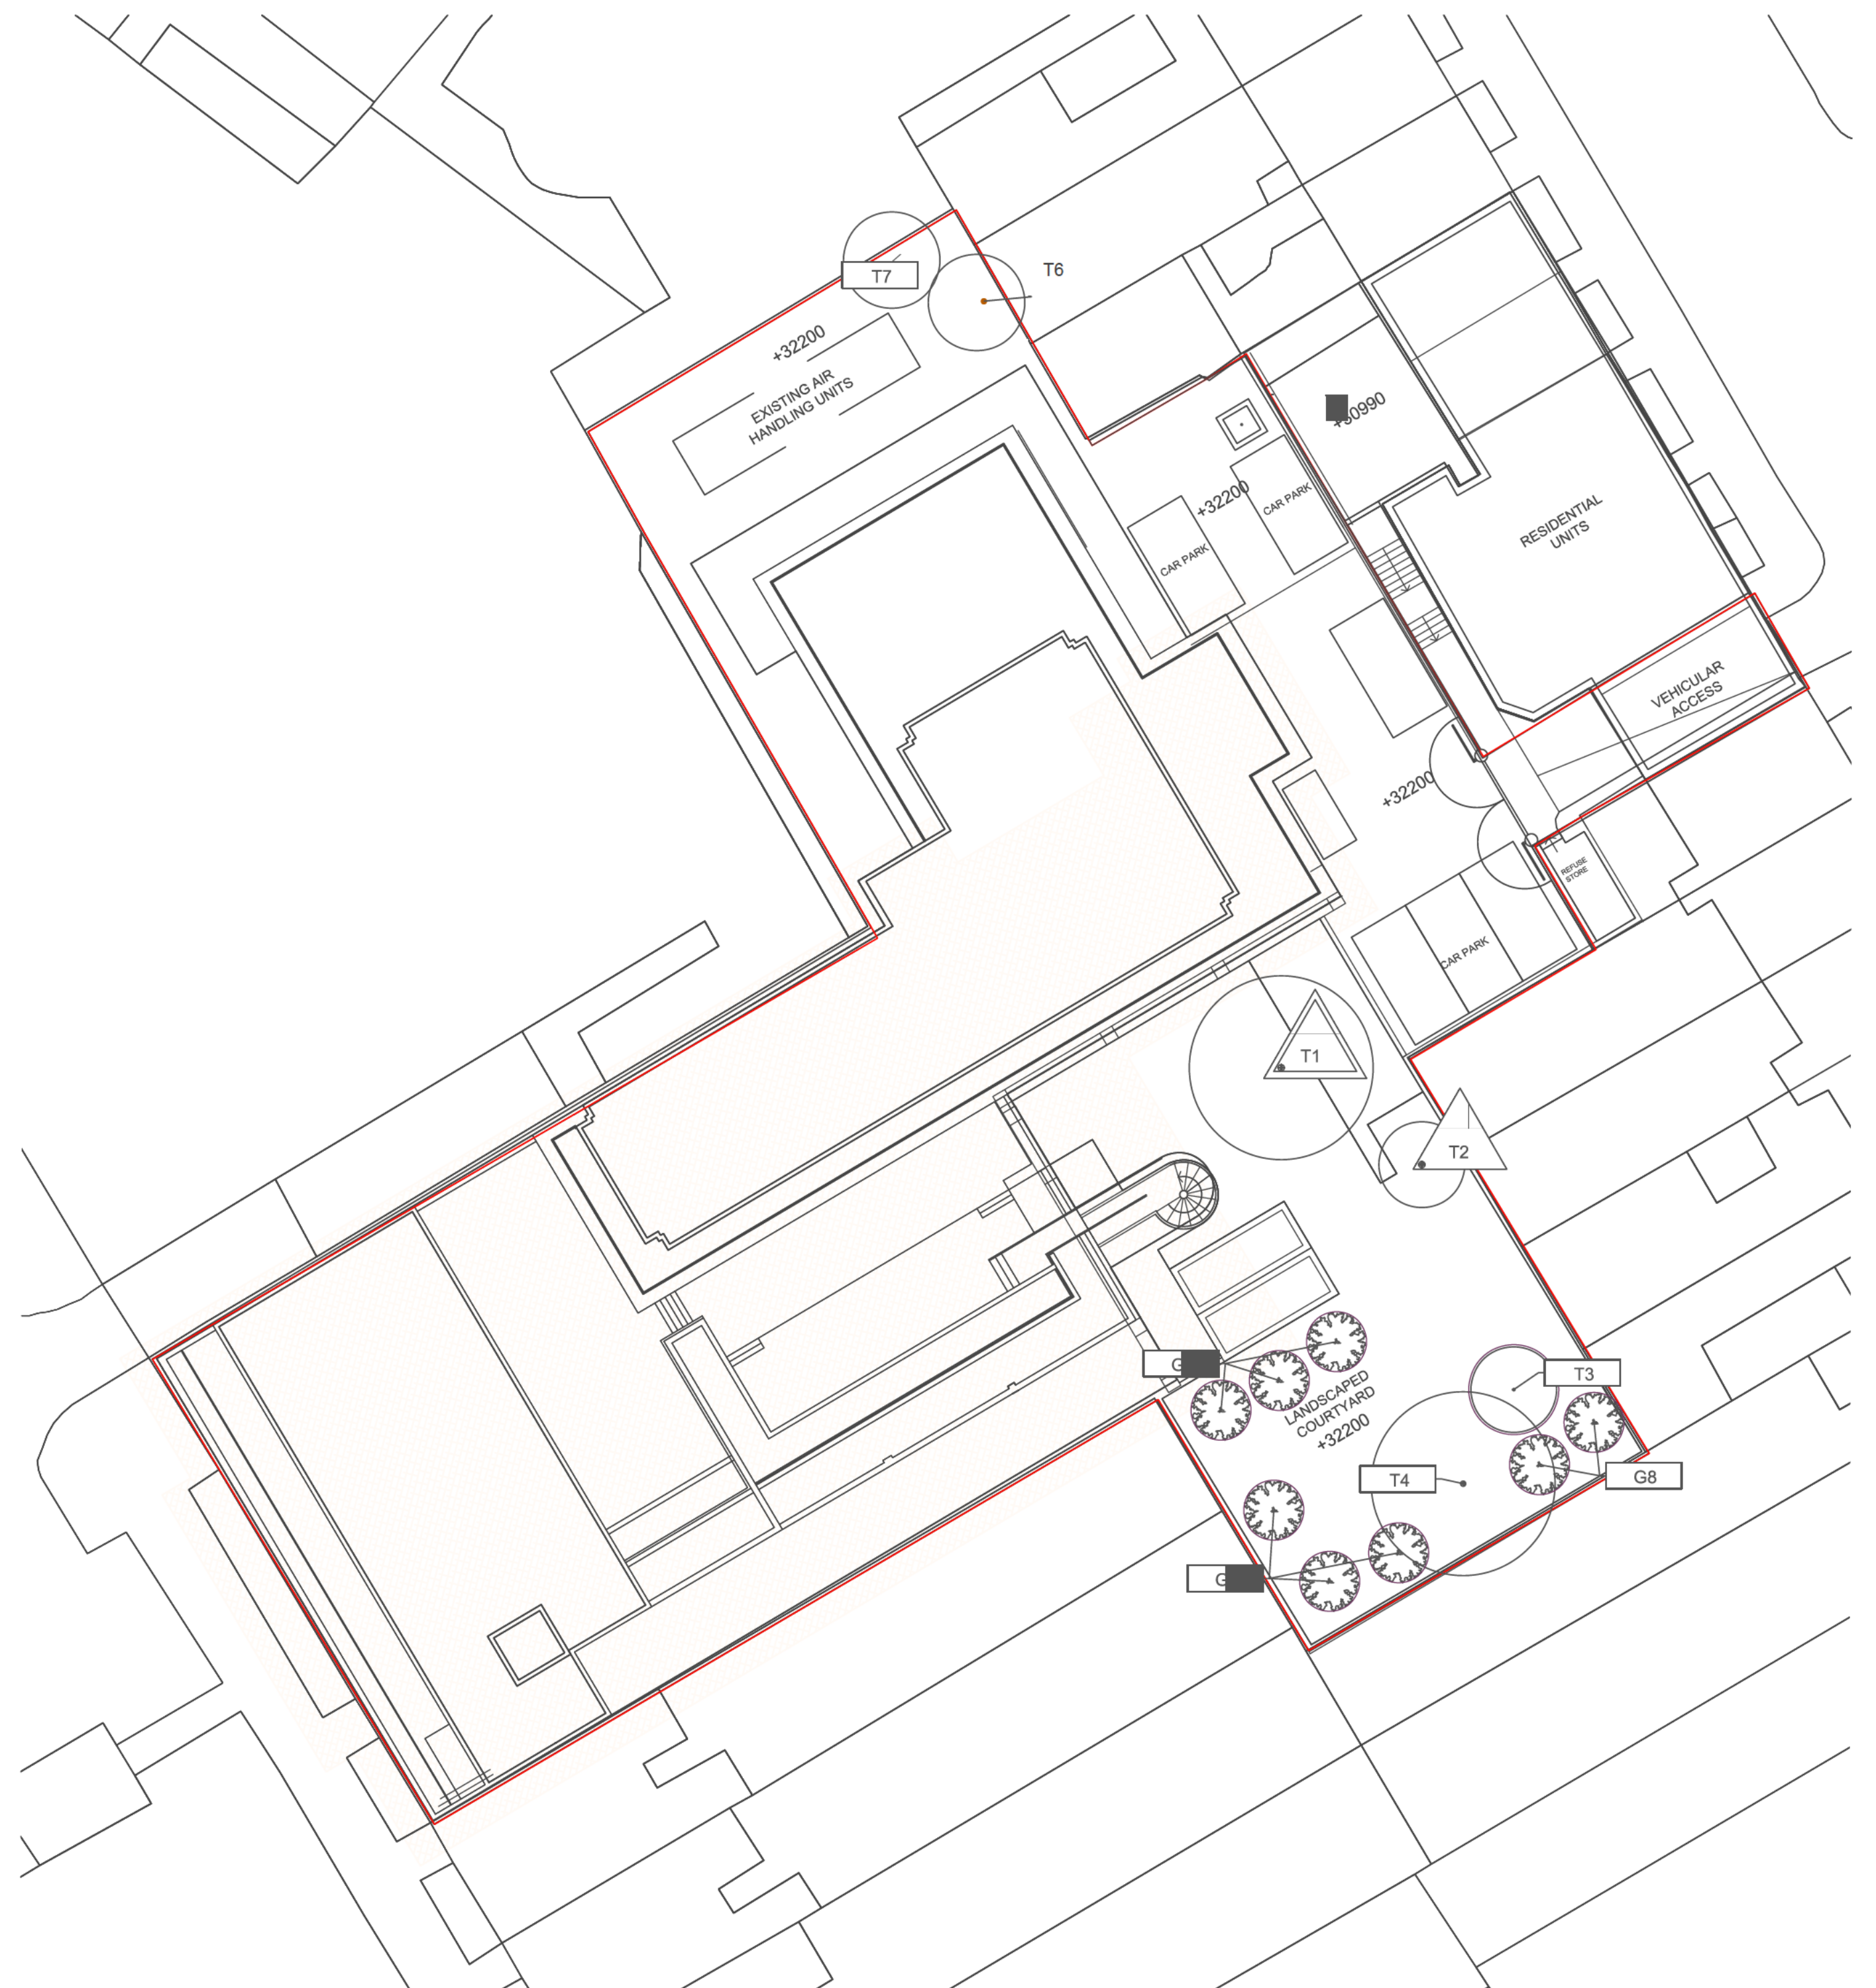 T6
T7
+32200
EXISTING AIR
HANDLING UNITS
CAR PARK
+32200
CAR PARK
RESIDENTIAL
UNITS
VEHICULAR
ACCESS
+32200
REFUSE
STORE
CAR PARK
T1
T2
G
LANDSCAPED
COURTYARD
+32200
T3
T4
G8
G